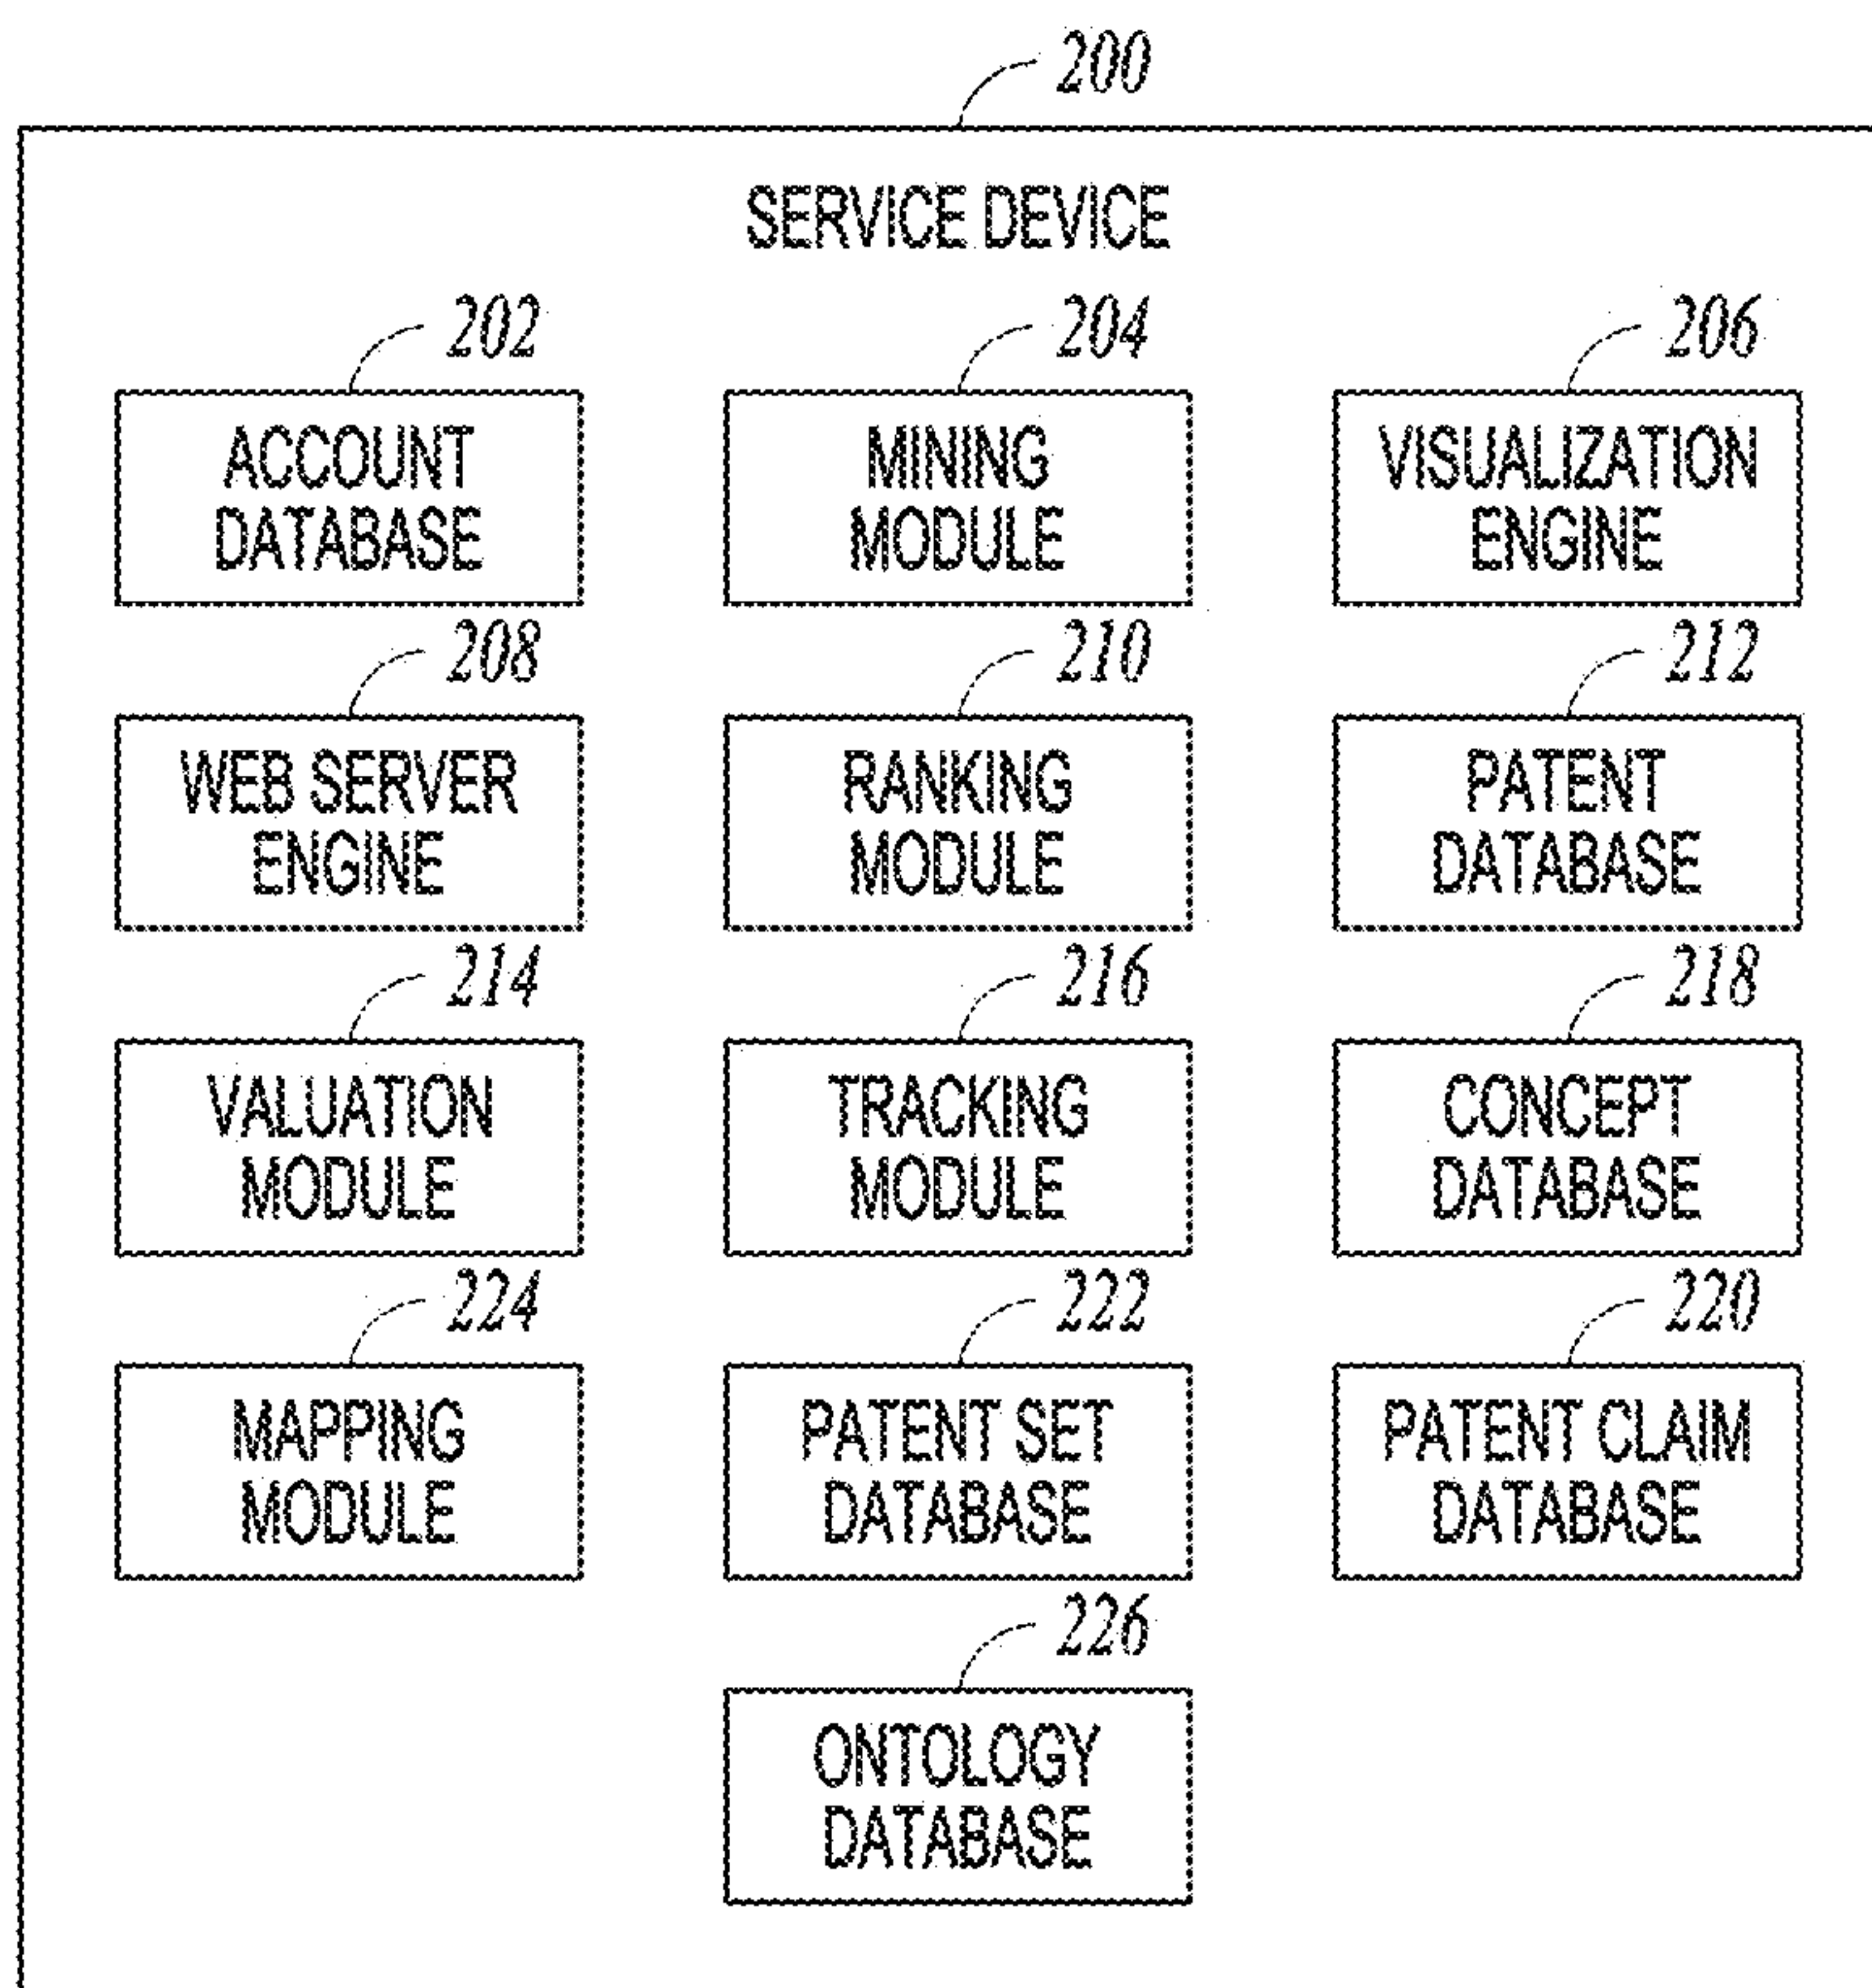 200
SERVICE DEVICE
202
204
206
ACCOUNT
DATABASE
MINING
MODULE
VISUALIZATION
ENGINE
208
210
212
WEB SERVER
ENGINE
RANKING
MODULE
PATENT
DATABASE
214
216
218
VALUATION
MODULE
TRACKING
MODULE
CONCEPT
DATABASE
224
222
220
MAPPING
MODULE
PATENT SET
DATABASE
PATENT CLAIM
DATABASE
226
ONTOLOGY
DATABASE